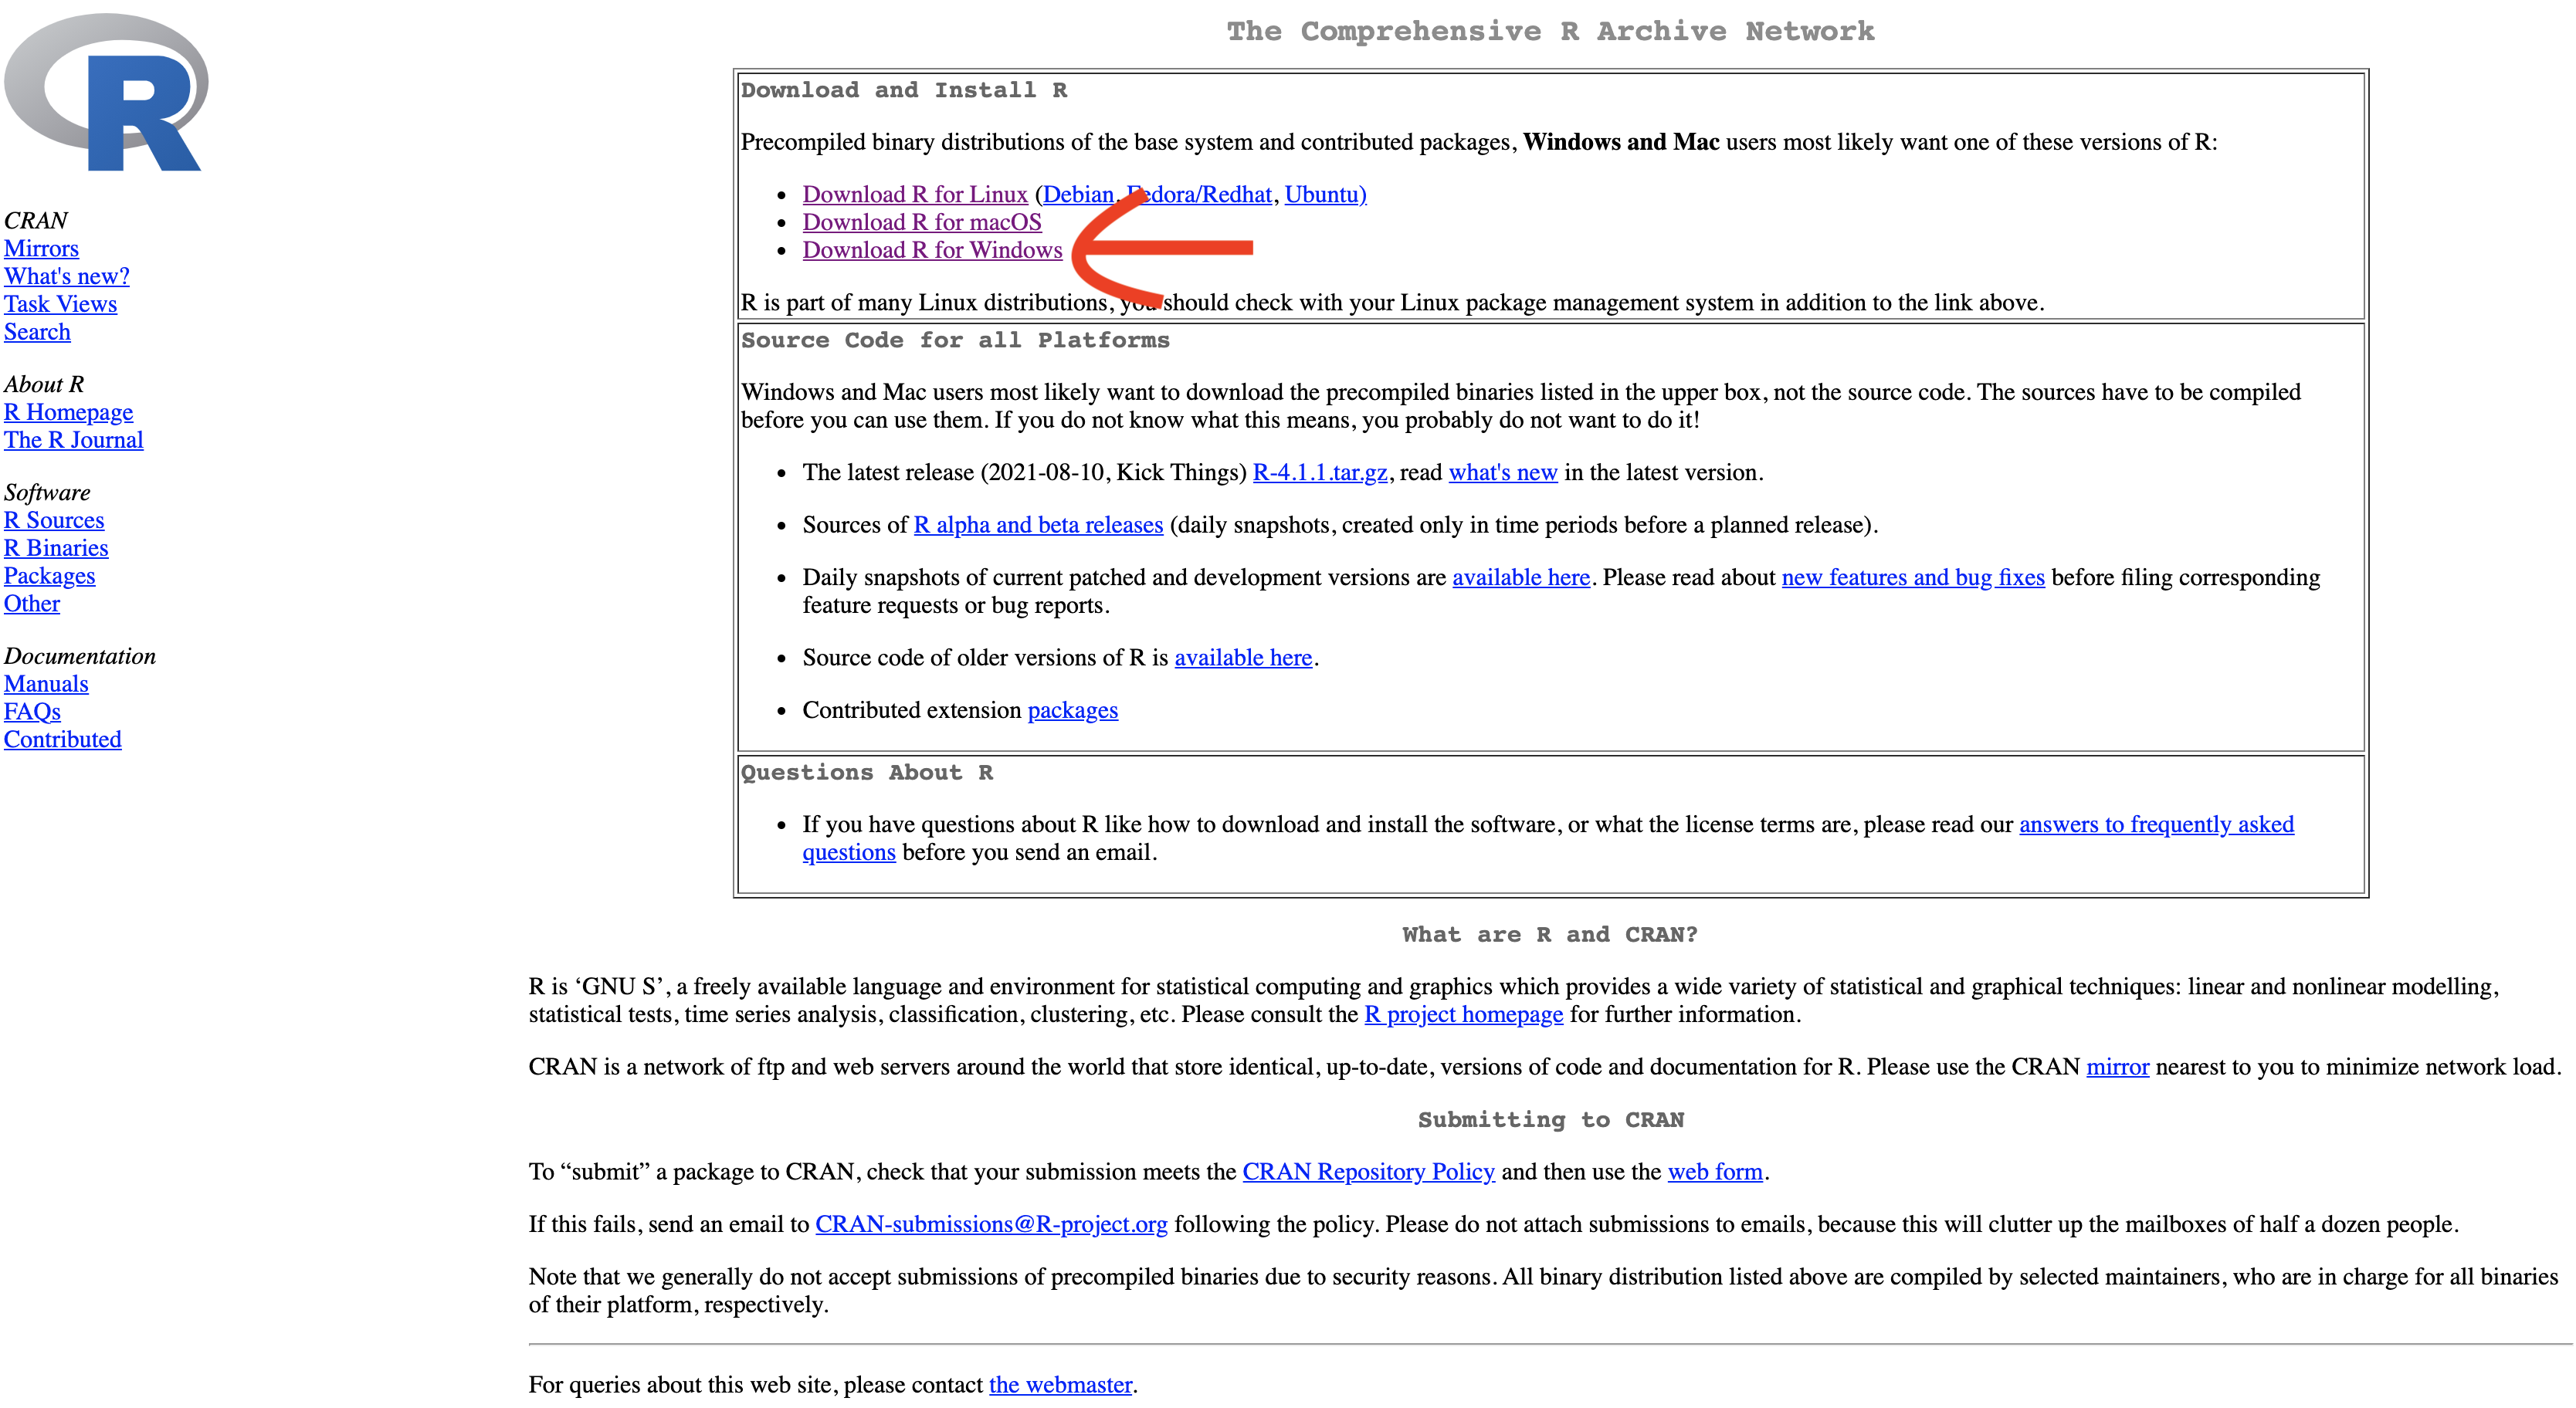 R
CRAN
Mirrors
What's new?
Task Views
Search
About R
R Homepage
The R Journal
Software
R Sources
R Binaries
Packages
Other
Documentation
Manuals
FAQs
Contributed
The Comprehensive R Archive Network
Download and Install R
Precompiled binary distributions of the base system and contributed packages, Windows and Mac users most likely want one of these versions of R:
• Download R for Linux (Debian, Fedora/Redhat, Ubuntu)
• Download R for macOS
• Download R for Windows
R is part of many Linux distributions, you should check with your Linux package management system in addition to the link above.
Source Code for all Platforms
Windows and Mac users most likely want to download the precompiled binaries listed in the upper box, not the source code. The sources have to be compiled
before you can use them. If you do not know what this means, you probably do not want to do it!
• The latest release (2021-08-10, Kick Things) R-4.1.1.tar.gz, read what's new in the latest version.
• Sources of R alpha and beta releases (daily snapshots, created only in time periods before a planned release).
• Daily snapshots of current patched and development versions are available here. Please read about new features and bug fixes before filing corresponding
feature requests or bug reports.
• Source code of older versions of R is available here.
• Contributed extension packages
Questions About R
• If you have questions about R like how to download and install the software, or what the license terms are, please read our answers to frequently asked
questions before you send an email.
What are R and CRAN?
R is ‘GNU S’, a freely available language and environment for statistical computing and graphics which provides a wide variety of statistical and graphical techniques: linear and nonlinear modelling,
statistical tests, time series analysis, classification, clustering, etc. Please consult the R project homepage for further information.
CRAN is a network of ftp and web servers around the world that store identical, up-to-date, versions of code and documentation for R. Please use the CRAN mirror nearest to you to minimize network load.
Submitting to CRAN
To “submit” a package to CRAN, check that your submission meets the CRAN Repository Policy and then use the web form.
If this fails, send an email to CRAN-submissions@R-project.org following the policy. Please do not attach submissions to emails, because this will clutter up the mailboxes of half a dozen people.
Note that we generally do not accept submissions of precompiled binaries due to security reasons. All binary distribution listed above are compiled by selected maintainers, who are in charge for all binaries
of their platform, respectively.
For queries about this web site, please contact the webmaster.